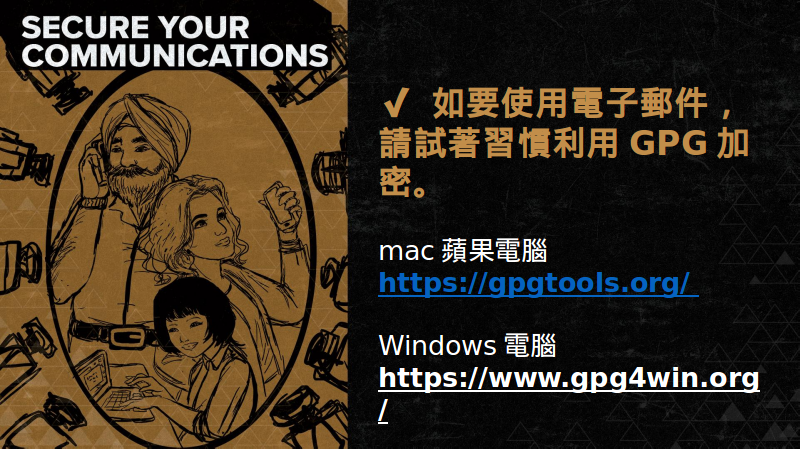 SECURE YOUR
COMMUNICATIONS
✓ 如要使用電子郵件，
請試著習慣利用 GPG 加
密。
mac 蘋果電腦
https://gpgtools.org/
Windows 電腦
https://www.gpg4win.org
/